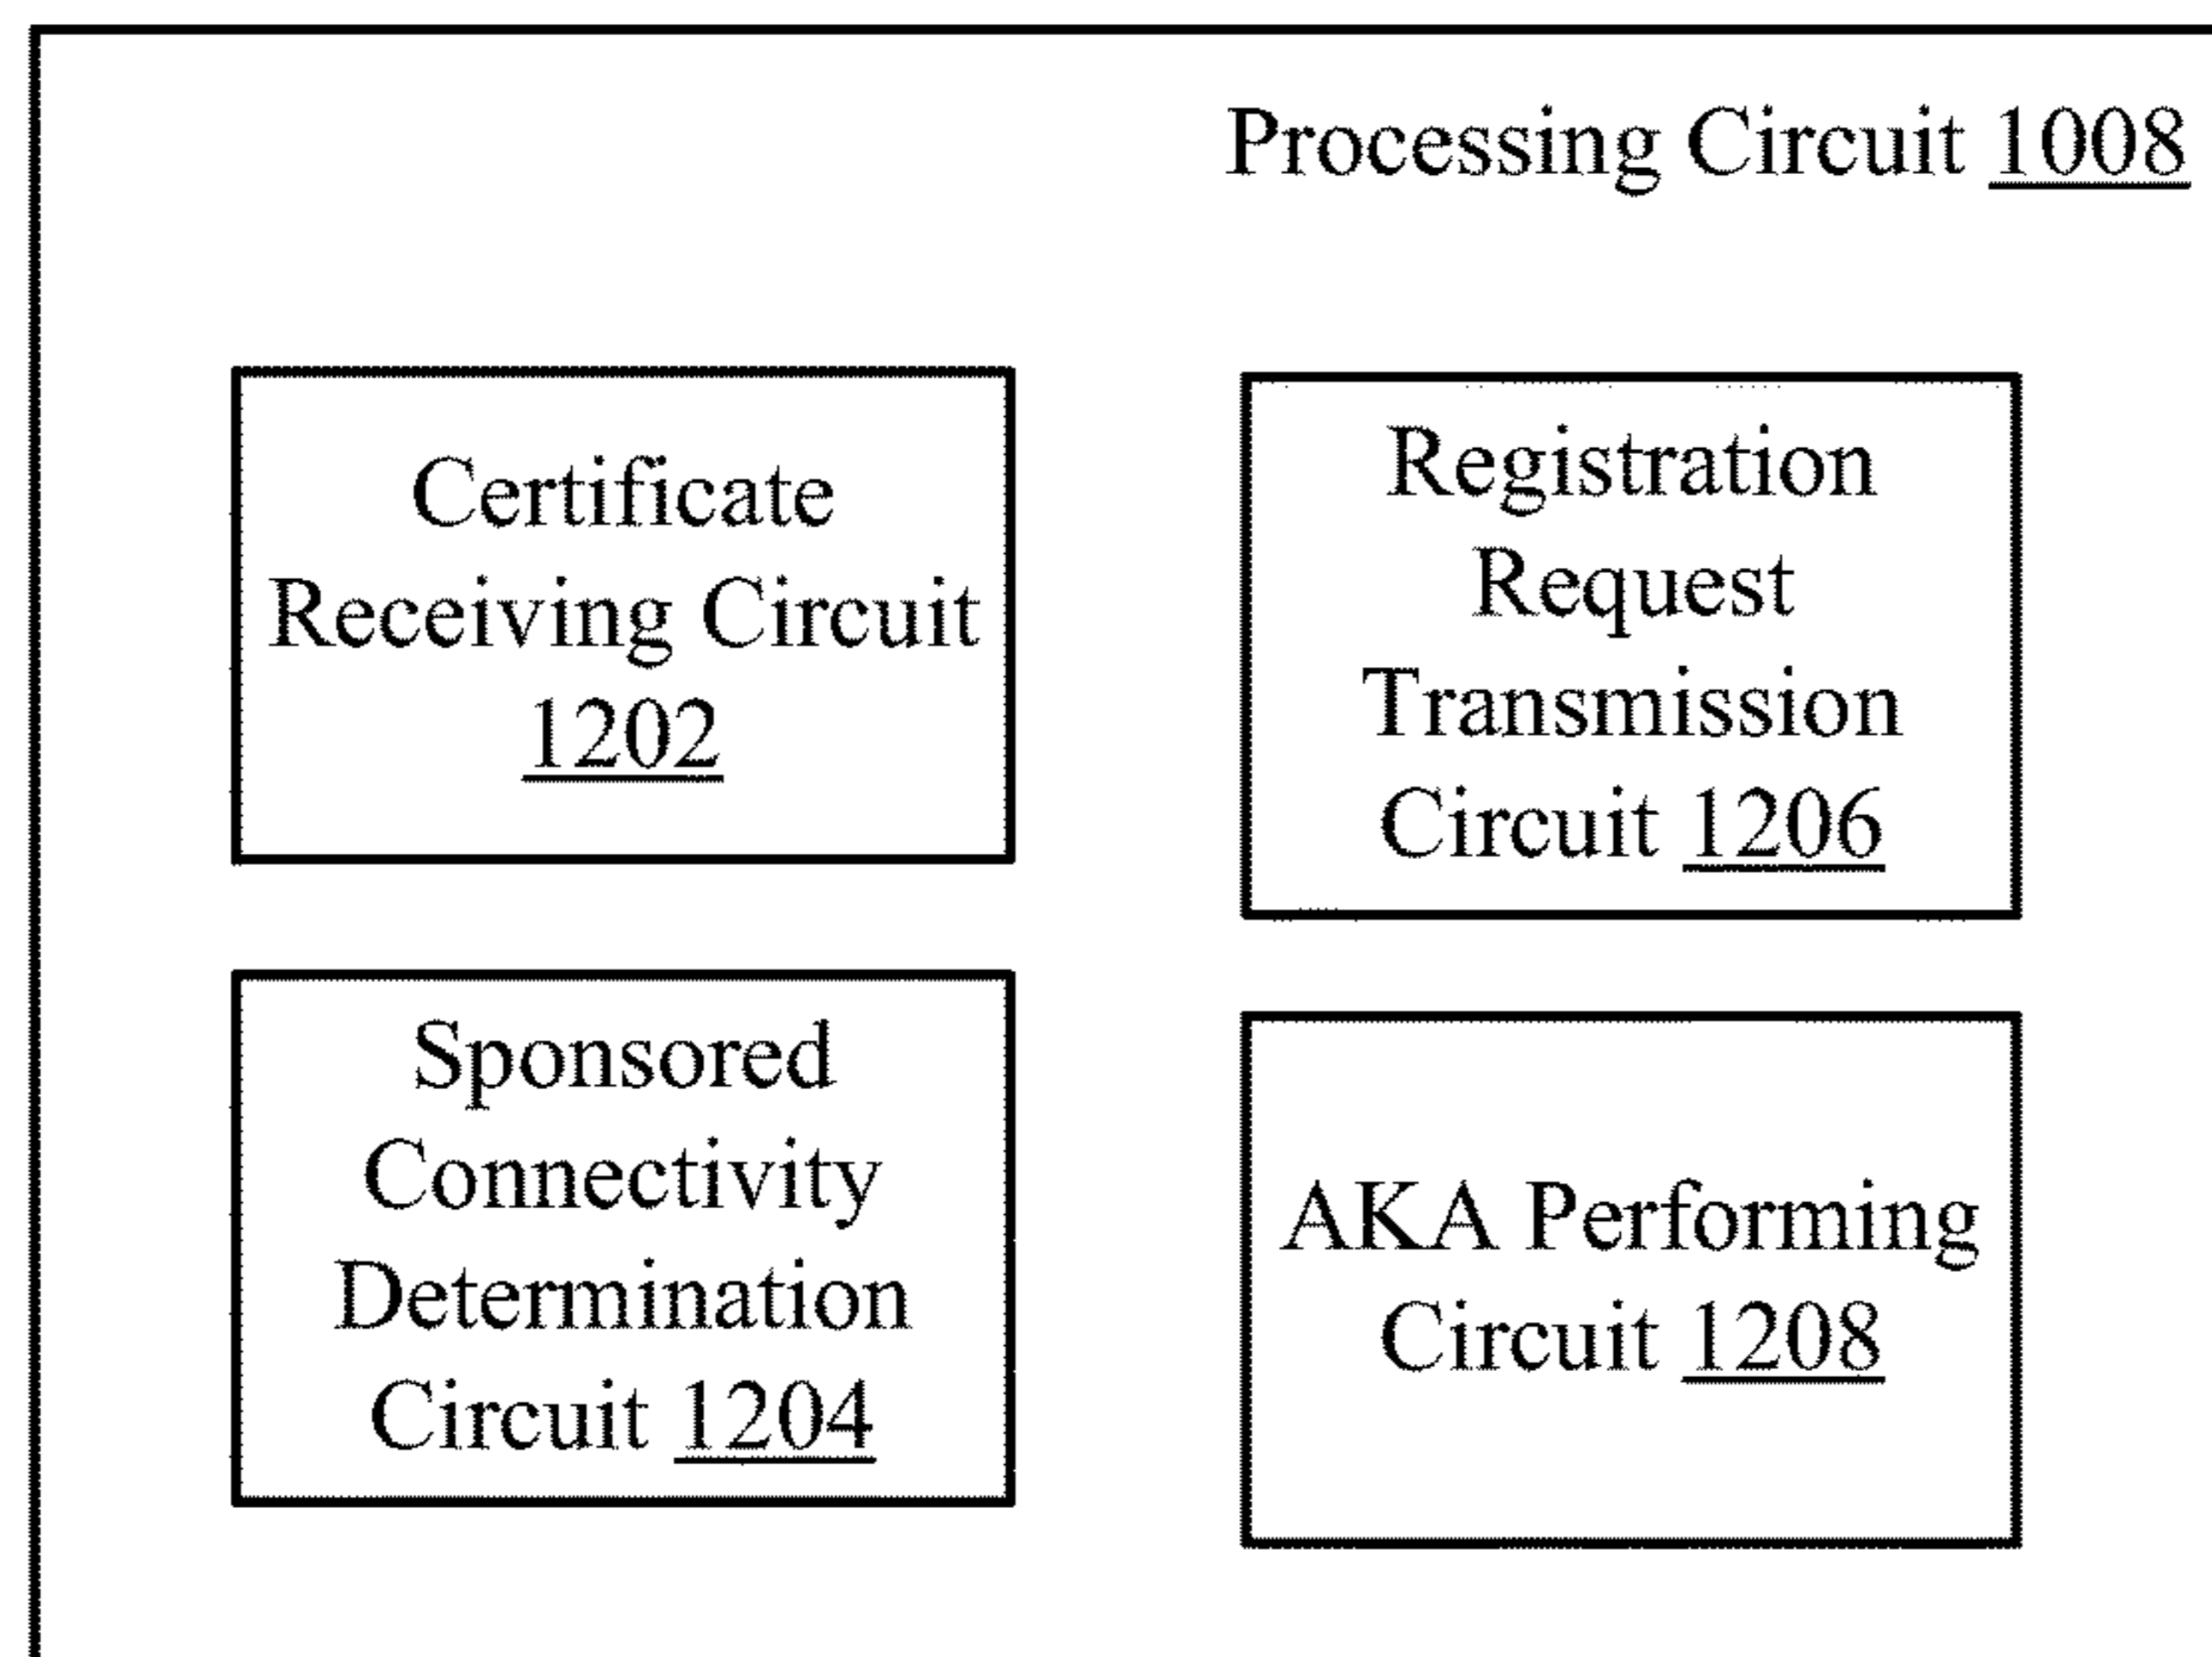 Processing Circuit 1008
Certificate
Receiving Circuit
1202
Sponsored
Connectivity
Determination
Circuit 1204
Registration
Request
Transmission
Circuit 1206
AKA Performing
Circuit 1208